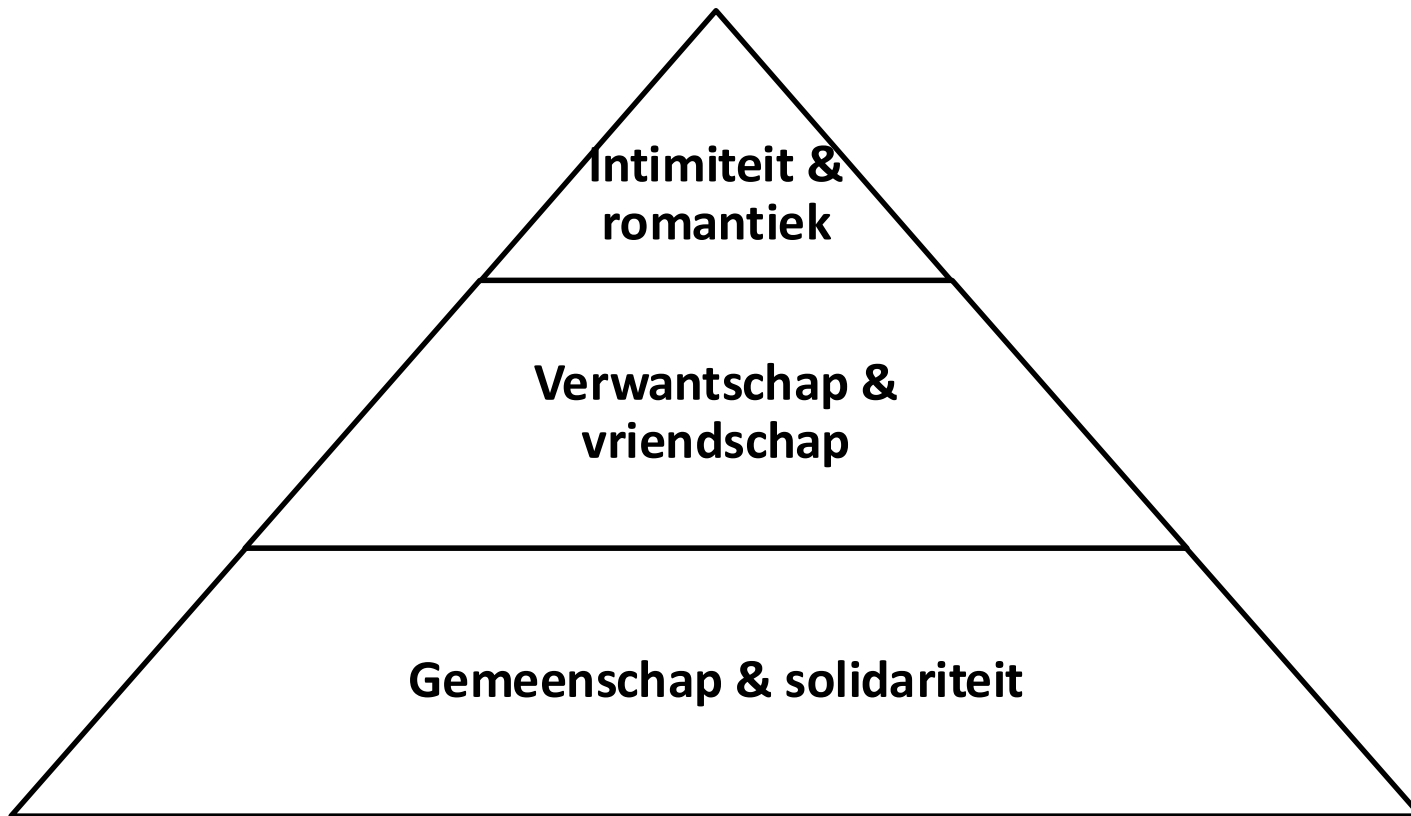 Intimiteit &
romantiek
Verwantschap &
vriendschap
Gemeenschap & solidariteit